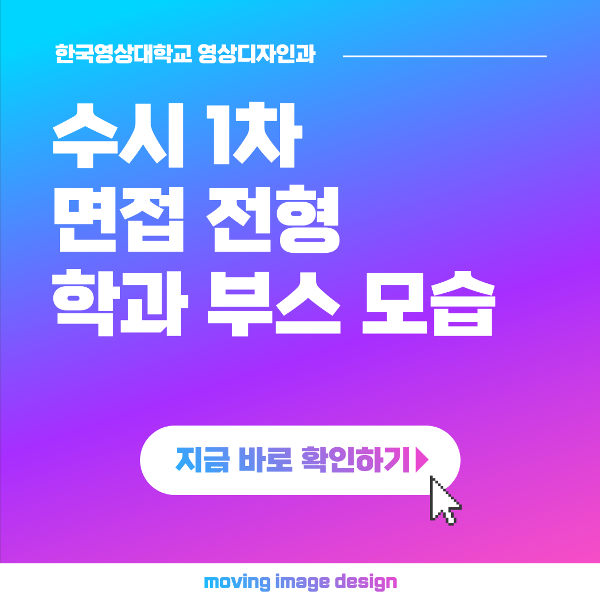 한국영상대학교 영상디자인과
수시 1차
면접 전형
학과 부스 모습
지금 바로 확인하기
moving image design